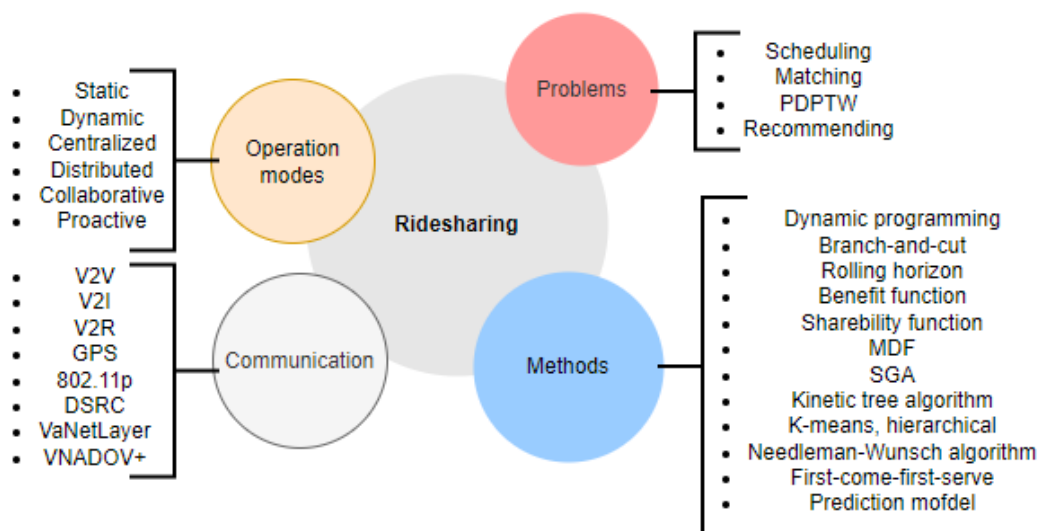 Static
Dynamic
Centralized
Distributed
Collaborative
Proactive
Operation
modes
Problems
Scheduling
Matching
PDPTW
Recommending
Ridesharing
V2V
V2I
V2R
GPS
802.11p
DSRC
VaNetLayer
VNADOV+
Communication
Methods
Dynamic programming
Branch-and-cut
Rolling horizon
Benefit function
Sharebility function
MDF
SGA
Kinetic tree algorithm
K-means, hierarchical
Needleman-Wunsch algorithm
First-come-first-serve
Prediction mofdel